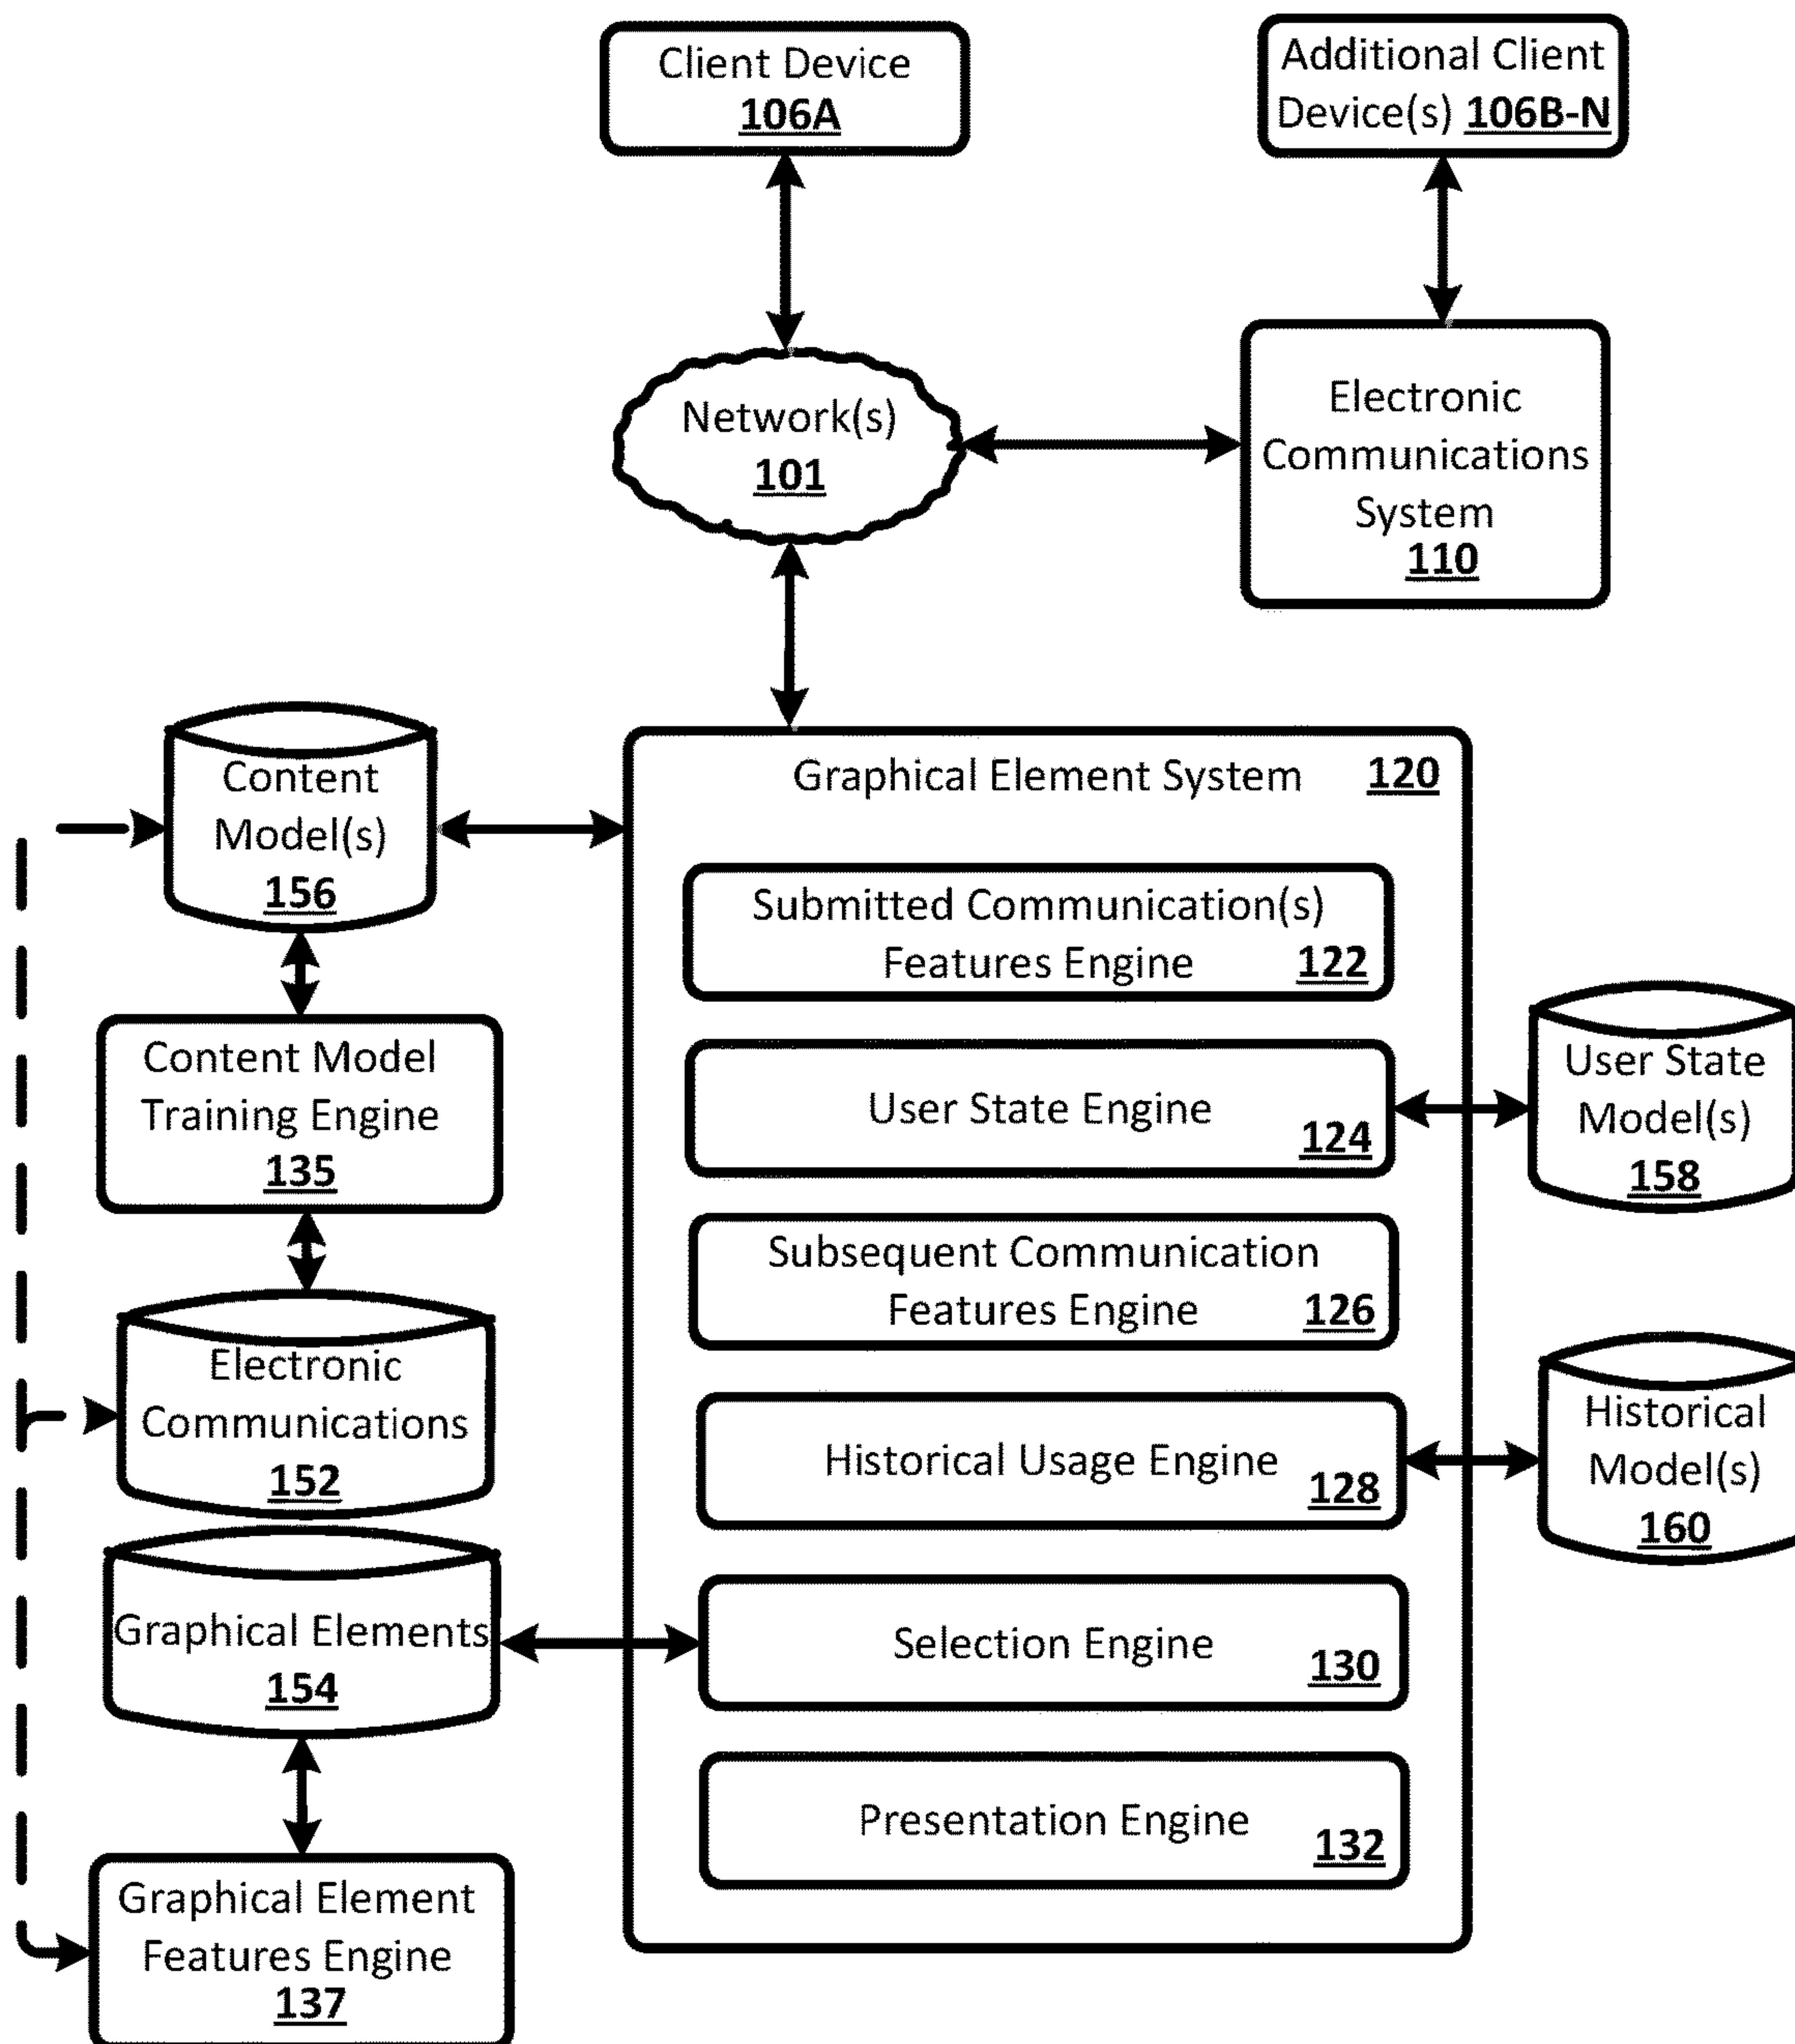 Client Device
106A
Additional Client
Device(s) 106B-N
Network(s)
101
Electronic
Communications
System
110
Content
Model(s)
156
Graphical Element System 120
Submitted Communication(s)
Features Engine 122
Content Model
Training Engine
135
User State Engine 124
User State
Model(s)
158
Subsequent Communication
Features Engine 126
Electronic
Communications
152
Historical Usage Engine 128
Historical
Model(s)
160
Graphical Elements
154
Selection Engine 130
Presentation Engine 132
Graphical Element
Features Engine
137